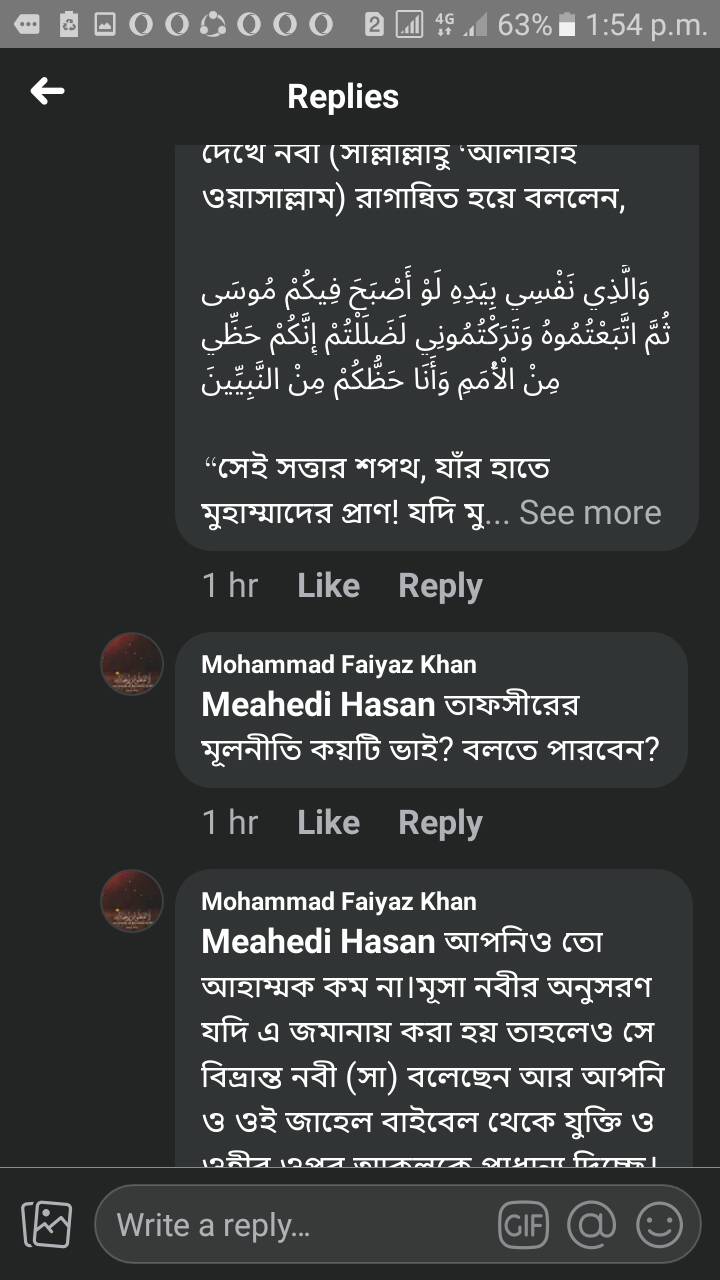 2 4G 63% 1:54 p.m.
Replies
দেখে নবী (সাল্লাল্লাহু ‘আলাইহি
ওয়াসাল্লাম) রাগান্বিত হয়ে বললেন,
وَالَّذِي نَفْسِي بِيَدِهِ لَوْ أَصْبَحَ فِيكُمْ مُوسَى
ثُمَّ اتَّبَعْتُمُوهُ وَتَرَكْتُمُونِي لَضَلَلْتُمْ إِنَّكُمْ حَظِّي
مِنْ الْأُمَمِ وَأَنَا حَظُّكُمْ مِنْ النَّبِيِّينَ
“সেই সত্তার শপথ, যাঁর হাতে
মুহাম্মাদের প্রাণ! যদি মু... See more
1 hr Like Reply
Mohammad Faiyaz Khan
Meahedi Hasan তাফসীরের
মূলনীতি কয়টি ভাই? বলতে পারবেন?
1 hr Like Reply
Mohammad Faiyaz Khan
Meahedi Hasan আপনিও তো
আহাম্মক কম না।মূসা নবীর অনুসরণ
যদি এ জমানায় করা হয় তাহলেও সে
বিভ্রান্ত নবী (সা) বলেছেন আর আপনি
ও ওই জাহেল বাইবেল থেকে যুক্তি ও
ওহীর ওপর আকলকে প্রাধান্য দিচ্ছে।
Write a reply...
GIF @